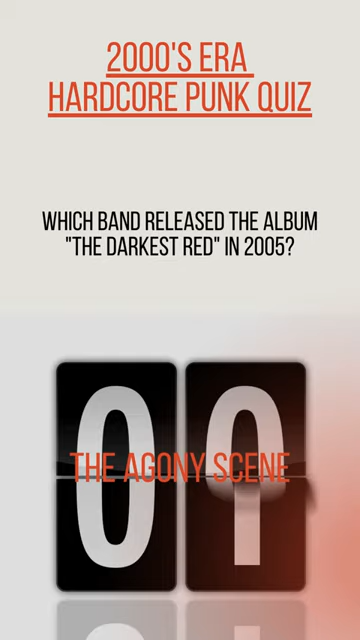 2000'S ERA
HARDCORE PUNK QUIZ
WHICH BAND RELEASED THE ALBUM
"THE DARKEST RED" IN 2005?
THE AGONY SCENE